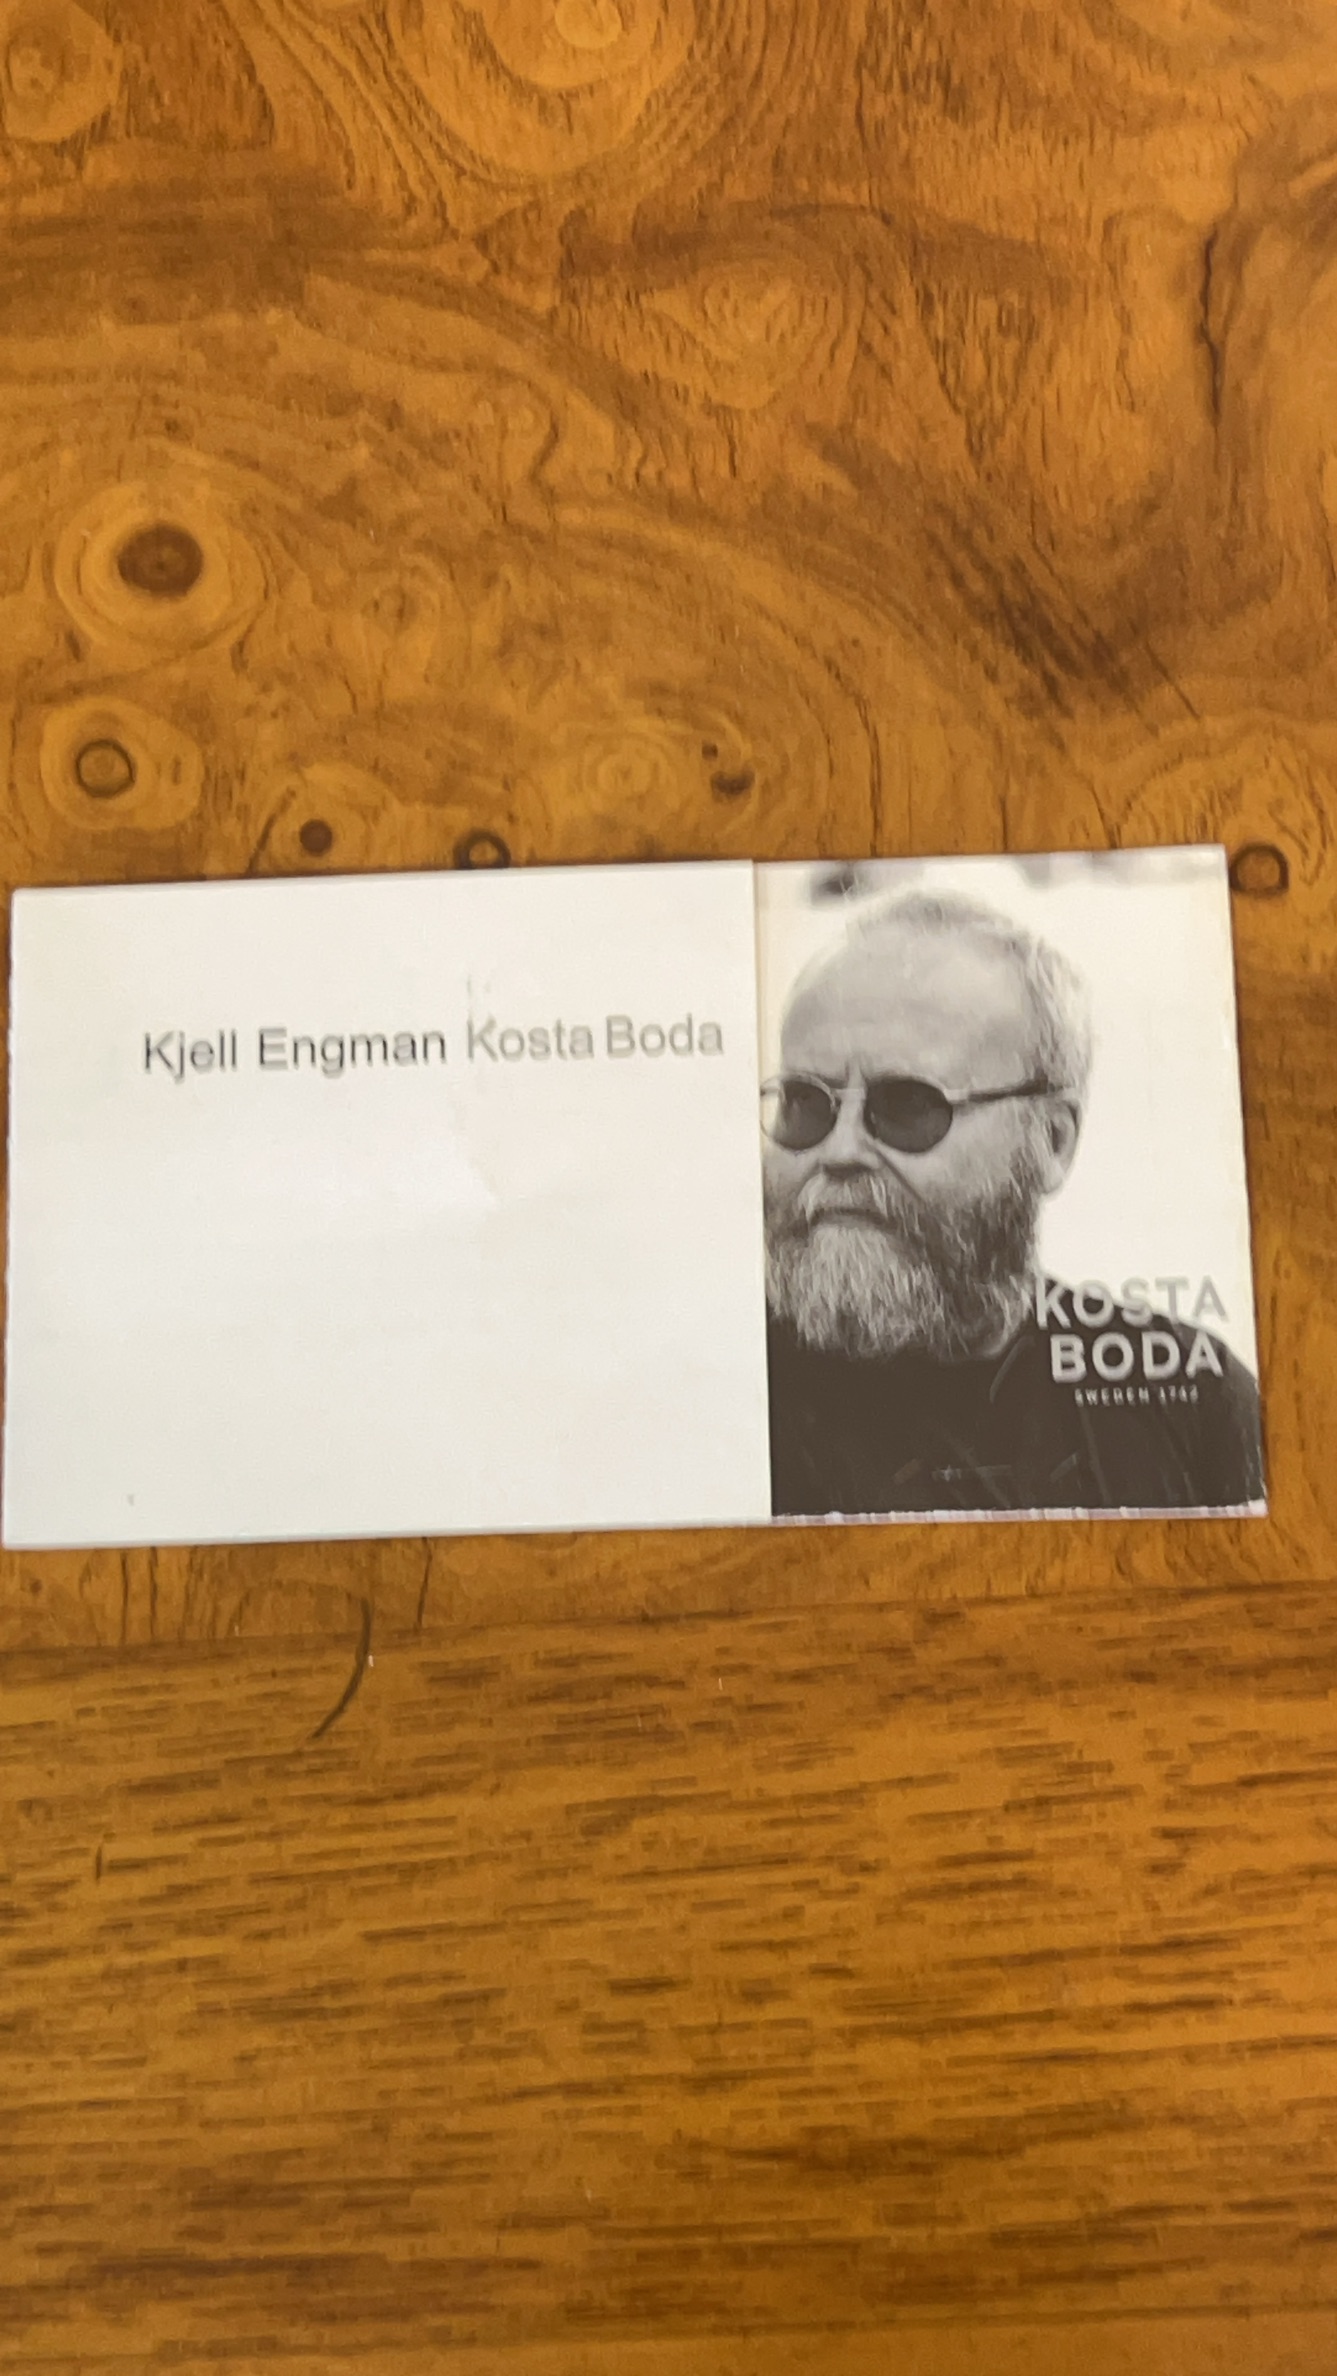 Kjell Engman Kosta Boda
KOSTA
BODA
SWEDEN 1742